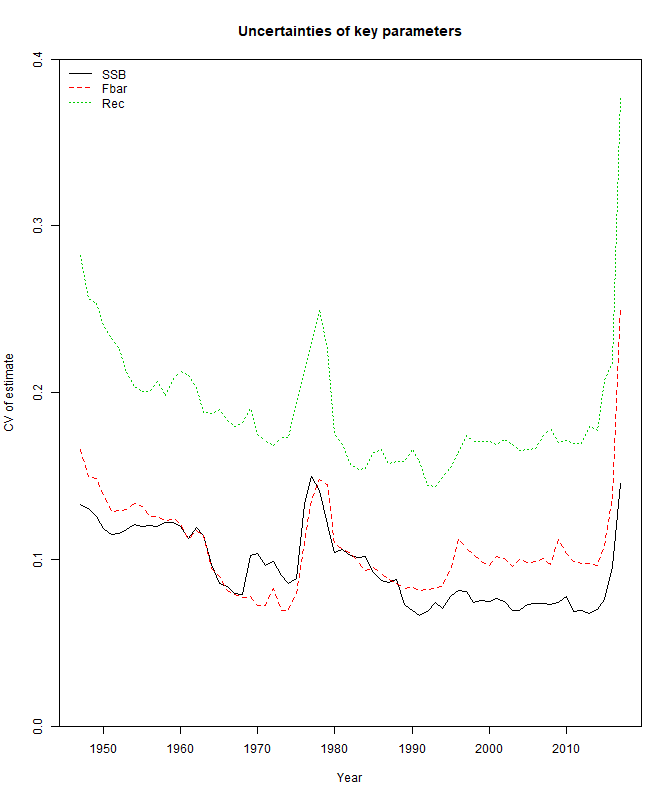 Uncertainties of key parameters
SSB
Fbar
Rec
CV of estimate
0.4
0.3
0.2
0.1
0.0
1950 1960 1970 1980 1990 2000 2010
Year